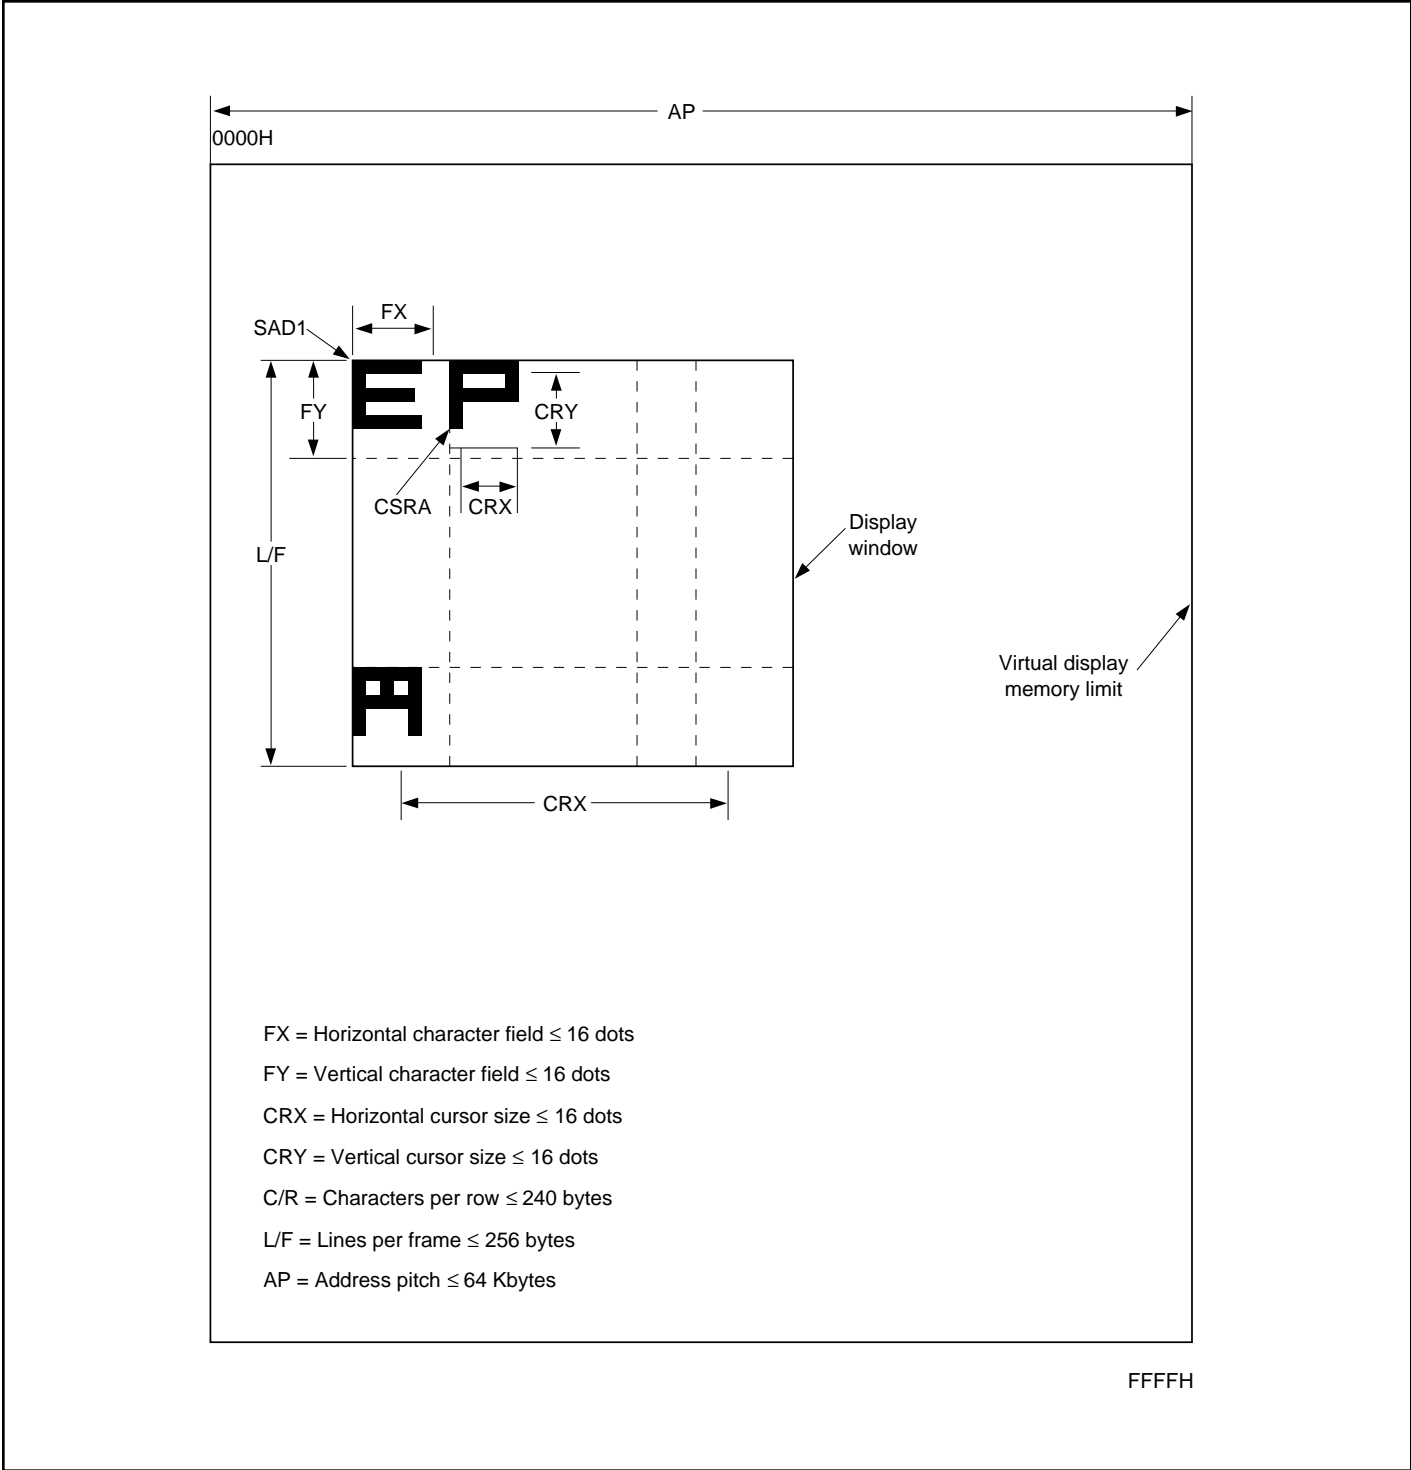 AP
0000H
FX
SAD1
E P
FY
CRY
CSRA
CRX
L/F
Display
window
Virtual display
memory limit
A
CRX
FX = Horizontal character field ≤ 16 dots
FY = Vertical character field ≤ 16 dots
CRX = Horizontal cursor size ≤ 16 dots
CRY = Vertical cursor size ≤ 16 dots
C/R = Characters per row ≤ 240 bytes
L/F = Lines per frame ≤ 256 bytes
AP = Address pitch ≤ 64 Kbytes
FFFFH